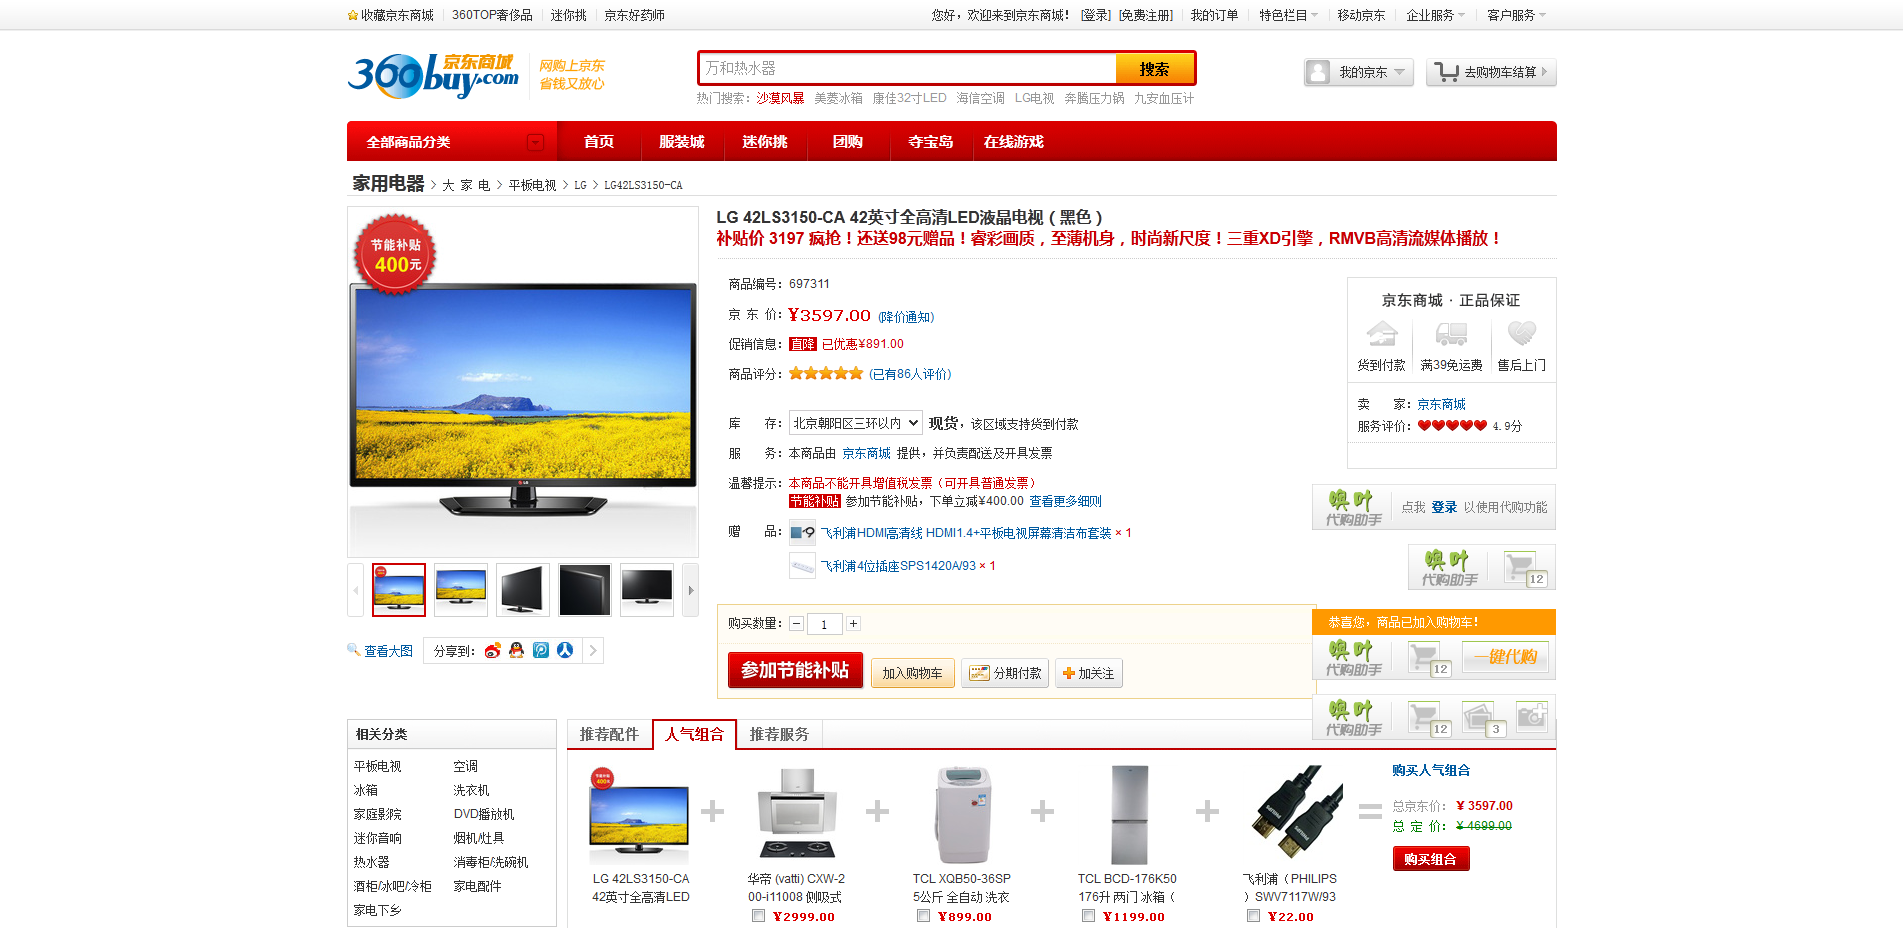 收藏京东商城 360TOP奢侈品 迷你挑 京东好药师
您好，欢迎来到京东商城！ [登录] [免费注册] 我的订单 特色栏目 移动京东 企业服务 客户服务
360buy.com 京东商城
网购上京东
省钱又放心
万和热水器 搜索
热门搜索： 沙漠风暴 美菱冰箱 康佳32寸LED 海信空调 LG电视 奔腾压力锅 九安血压计
我的京东 去购物车结算
全部商品分类 首页 服装城 迷你挑 团购 夺宝岛 在线游戏
家用电器 > 大 家 电 > 平板电视 > LG > LG42LS3150-CA
节能补贴
400元
LG
LG 42LS3150-CA 42英寸全高清LED液晶电视（黑色）
补贴价 3197 疯抢！还送98元赠品！睿彩画质，至薄机身，时尚新尺度！三重XD引擎，RMVB高清流媒体播放！
商品编号：697311
京 东 价：¥3597.00 (降价通知)
促销信息：直降 已优惠¥891.00
商品评分： (已有86人评价)
库 存：北京朝阳区三环以内 现货，该区域支持货到付款
服 务：本商品由 京东商城 提供，并负责配送及开具发票
温馨提示：本商品不能开具增值税发票（可开具普通发票）
节能补贴 参加节能补贴，下单立减¥400.00 查看更多细则
赠 品： 飞利浦HDMI高清线 HDMI1.4+平板电视屏幕清洁布套装 × 1
飞利浦4位插座SPS1420A/93 × 1
京东商城 · 正品保证
货到付款 满39免运费 售后上门
卖 家：京东商城
服务评价： 4.9分
噢叶
代购助手 点我 登录 以使用代购功能
噢叶
代购助手 12
恭喜您，商品已加入购物车！
噢叶
代购助手 12 一键代购
噢叶
代购助手 12 3
查看大图 分享到：
购买数量： − 1 +
参加节能补贴 加入购物车 分期付款 加关注
相关分类
平板电视 空调
冰箱 洗衣机
家庭影院 DVD播放机
迷你音响 烟机/灶具
热水器 消毒柜/洗碗机
酒柜/冰吧/冷柜 家电配件
家电下乡
推荐配件 人气组合 推荐服务
节能补贴
400元
PHILIPS
LG 42LS3150-CA
42英寸全高清LED
华帝 (vatti) CXW-2
00-i11008 侧吸式
¥2999.00
TCL XQB50-36SP
5公斤 全自动 洗衣
¥899.00
TCL BCD-176K50
176升 两门 冰箱（
¥1199.00
飞利浦（PHILIPS
）SWV7117W/93
¥22.00
购买人气组合
总京东价： ¥ 3597.00
总 定 价： ¥ 4699.00
购买组合